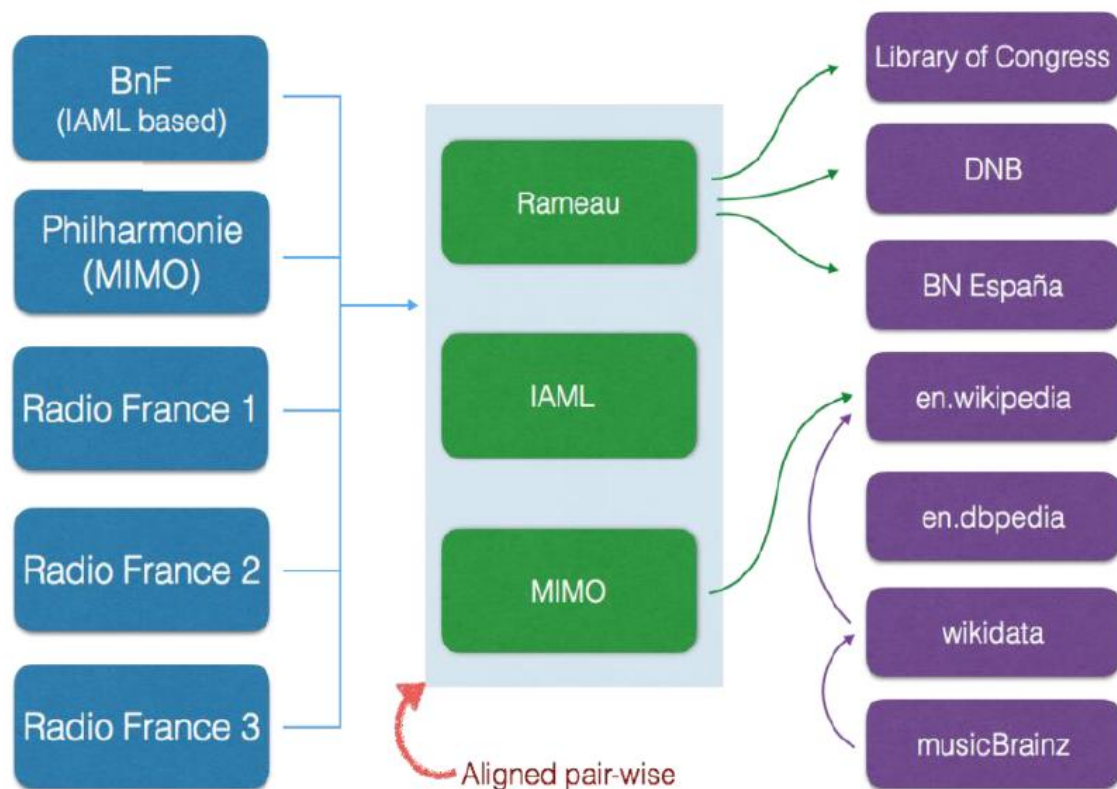 BnF
(IAML based)
Philharmonie
(MIMO)
Radio France 1
Radio France 2
Radio France 3
Rameau
IAML
MIMO
Aligned pair-wise
Library of Congress
DNB
BN España
en.wikipedia
en.dbpedia
wikidata
musicBrainz